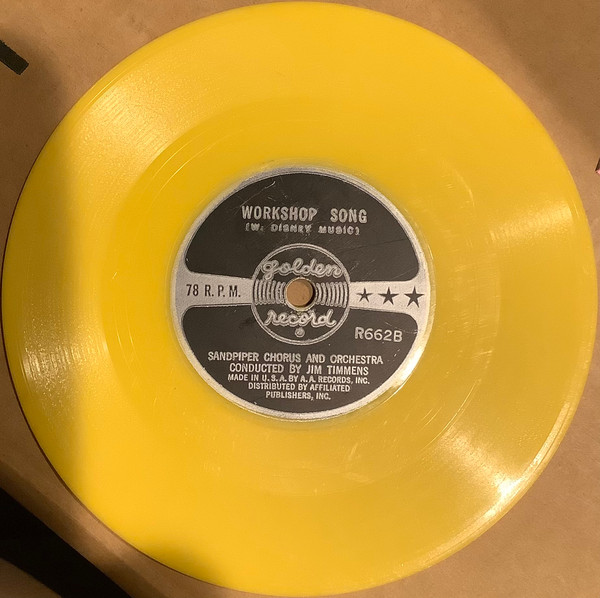 WORKSHOP SONG
(W. DISNEY MUSIC)
golden
78 R. P. M.
record
R662B
SANDPIPER CHORUS AND ORCHESTRA
CONDUCTED BY JIM TIMMENS
MADE IN U. S. A. BY A. A. RECORDS, INC.
DISTRIBUTED BY AFFILIATED
PUBLISHERS, INC.